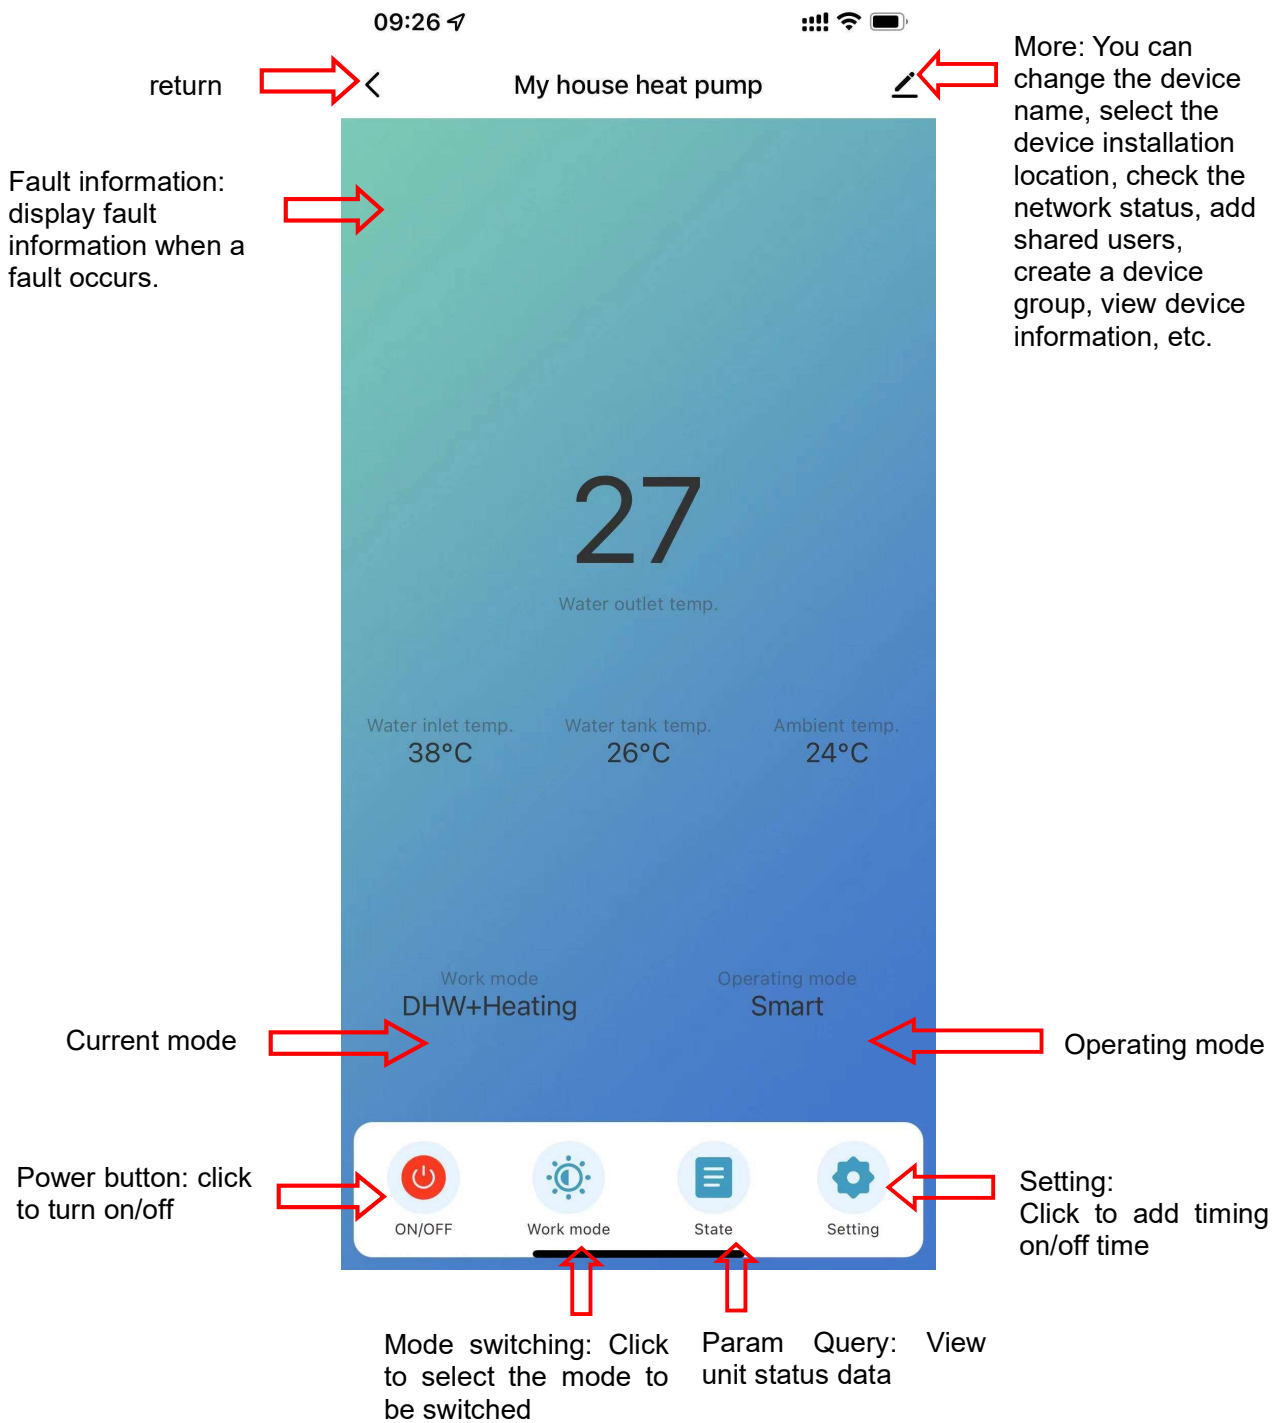 09:26
return
My house heat pump
More: You can
change the device
name, select the
device installation
location, check the
network status, add
shared users,
create a device
group, view device
information, etc.
Fault information:
display fault
information when a
fault occurs.
27
Water outlet temp.
Water inlet temp.
38°C
Water tank temp.
26°C
Ambient temp.
24°C
Work mode
DHW+Heating
Operating mode
Smart
Current mode
Operating mode
Power button: click
to turn on/off
ON/OFF
Work mode
State
Setting
Setting:
Click to add timing
on/off time
Mode switching: Click
to select the mode to
be switched
Param Query: View
unit status data